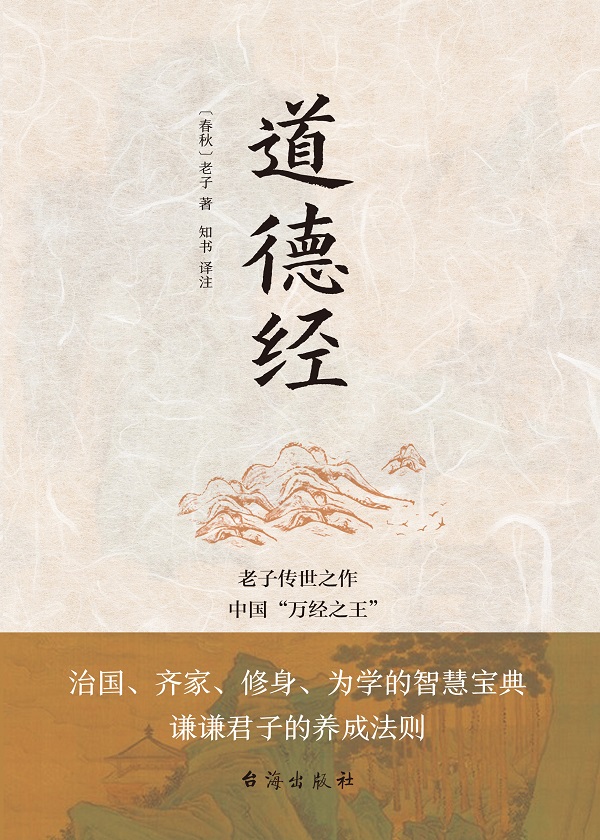 道德经
〔春秋〕老子 著 知书 译注
老子传世之作
中国“万经之王”
治国、齐家、修身、为学的智慧宝典
谦谦君子的养成法则
台海出版社